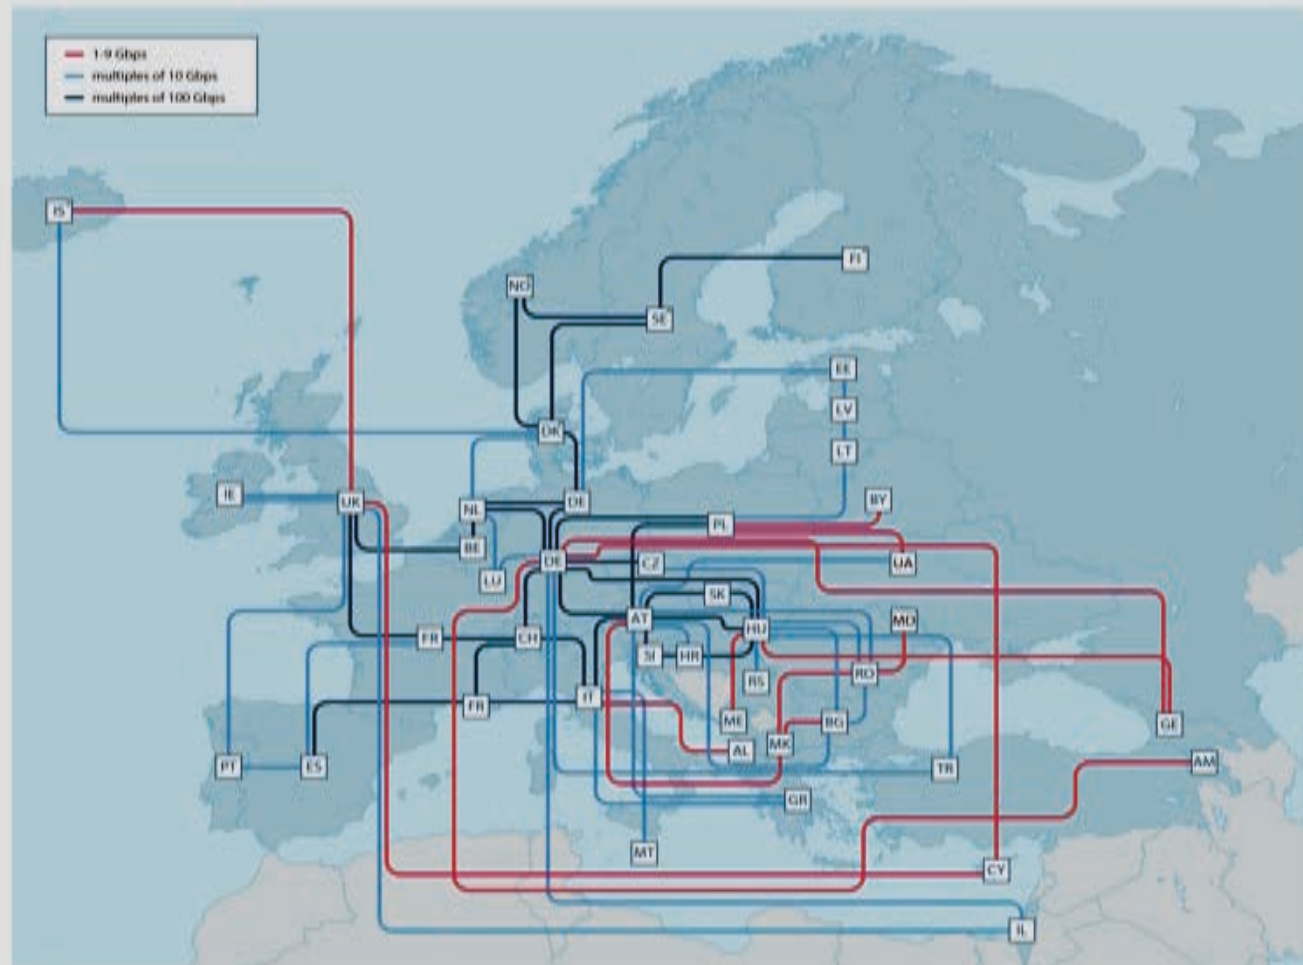 1-9 Gbps
multiples of 10 Gbps
multiples of 100 Gbps
IS
FI
NO
SE
EE
LV
DK
LT
IE
UK
NL
DE
BY
PL
BE
DE
CZ
UA
LU
SK
AT
HU
MD
FR
CH
SI
HR
RO
RS
IT
FR
ME
BG
GE
MK
AL
PT
ES
TR
AM
GR
MT
CY
IL